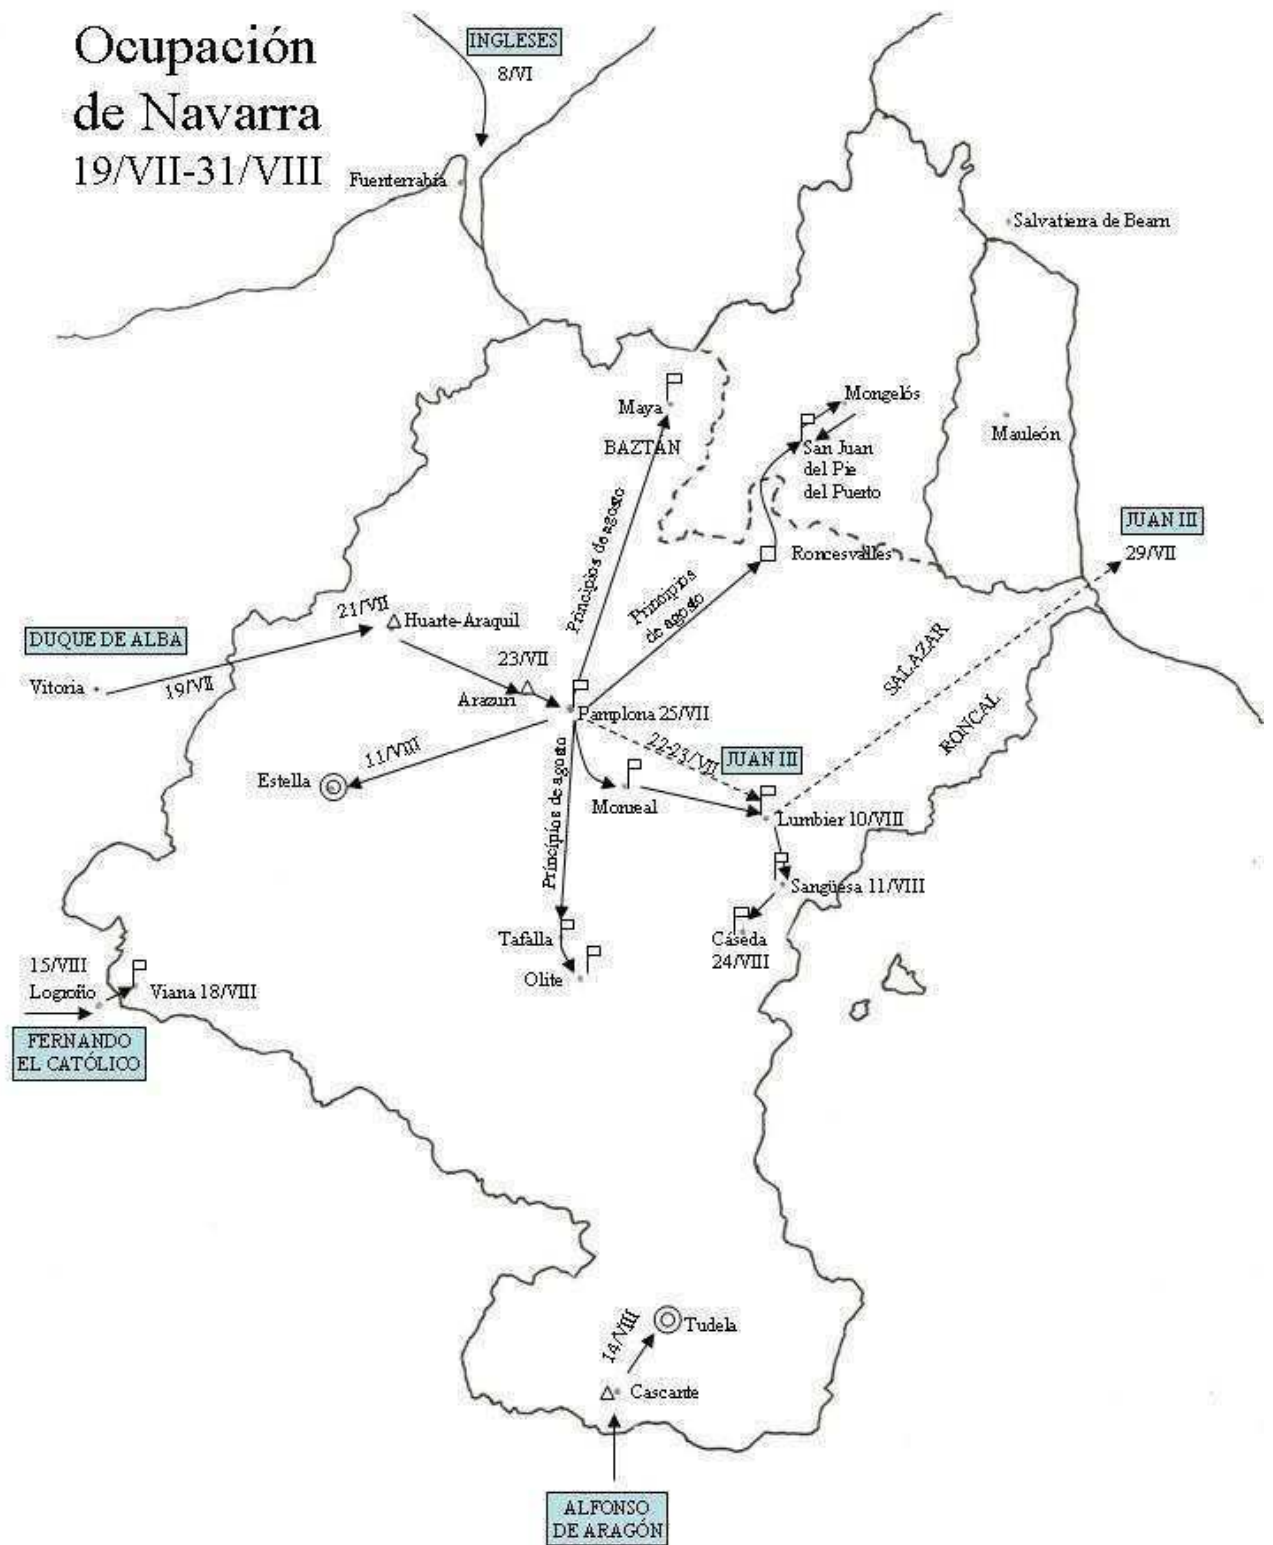 Ocupación
de Navarra
19/VII-31/VIII
INGLESES
8/VI
Fuenterrabía
Salvatierra de Bearn
Maya
BAZTAN
Mongelós
San Juan
del Pie
del Puerto
Mauleón
JUAN III
29/VII
Roncesvalles
Principios de agosto
Principios
de agosto
21/VII
Huarte-Araquil
DUQUE DE ALBA
Vitoria
19/VII
23/VII
Arazuri
Pamplona 25/VII
SALAZAR
RONCAL
11/VIII
Estella
22-23/VII
JUAN III
Monreal
Lumbier 10/VIII
Principios de agosto
Sangüesa 11/VIII
Tafalla
Olite
Cáseda
24/VIII
15/VIII
Logroño
Viana 18/VIII
FERNANDO
EL CATÓLICO
14/VIII
Tudela
Cascante
ALFONSO
DE ARAGÓN